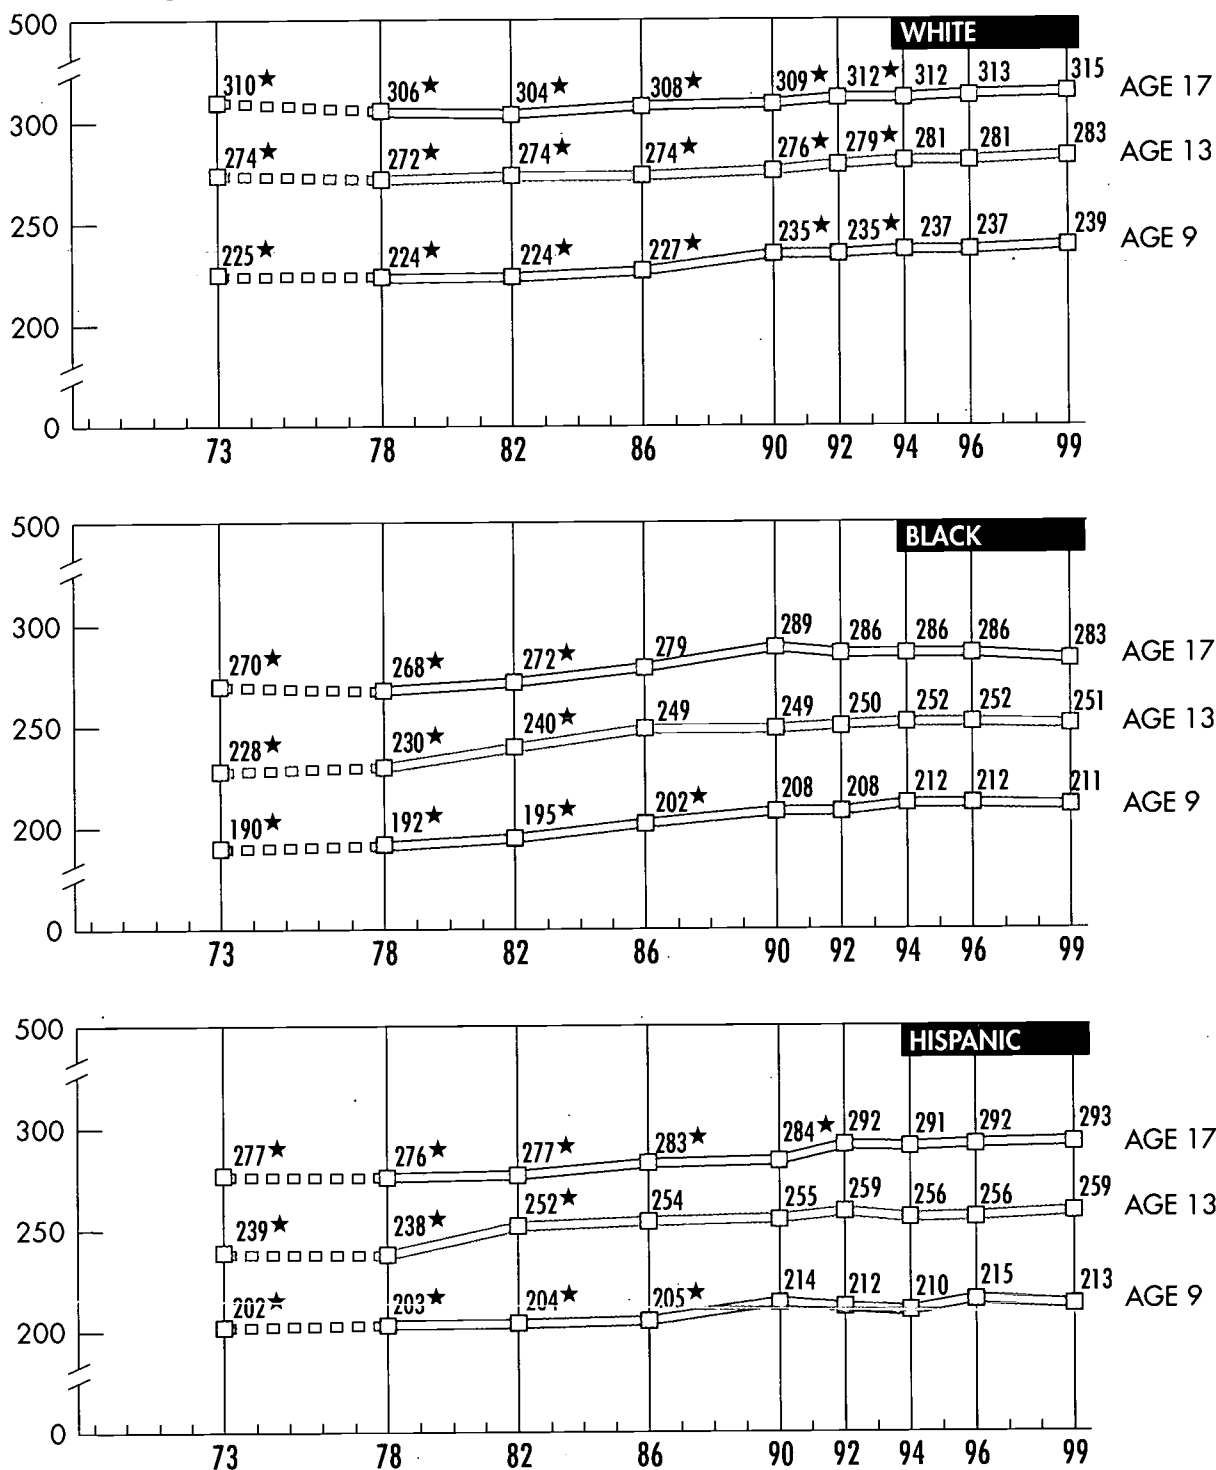 500
WHITE
310★ 306★ 304★ 308★ 309★ 312★ 312 313 315 AGE 17
300
274★ 272★ 274★ 274★ 276★ 279★ 281 281 283 AGE 13
250
225★ 224★ 224★ 227★ 235★ 235★ 237 237 239 AGE 9
200
0
73 78 82 86 90 92 94 96 99
500
BLACK
300
270★ 268★ 272★ 279 289 286 286 286 283 AGE 17
250
228★ 230★ 240★ 249 249 250 252 252 251 AGE 13
200
190★ 192★ 195★ 202★ 208 208 212 212 211 AGE 9
0
73 78 82 86 90 92 94 96 99
500
HISPANIC
300
277★ 276★ 277★ 283★ 284★ 292 291 292 293 AGE 17
250
239★ 238★ 252★ 254 255 259 256 256 259 AGE 13
202★ 203★ 204★ 205★ 214 212 210 215 213 AGE 9
200
0
73 78 82 86 90 92 94 96 99